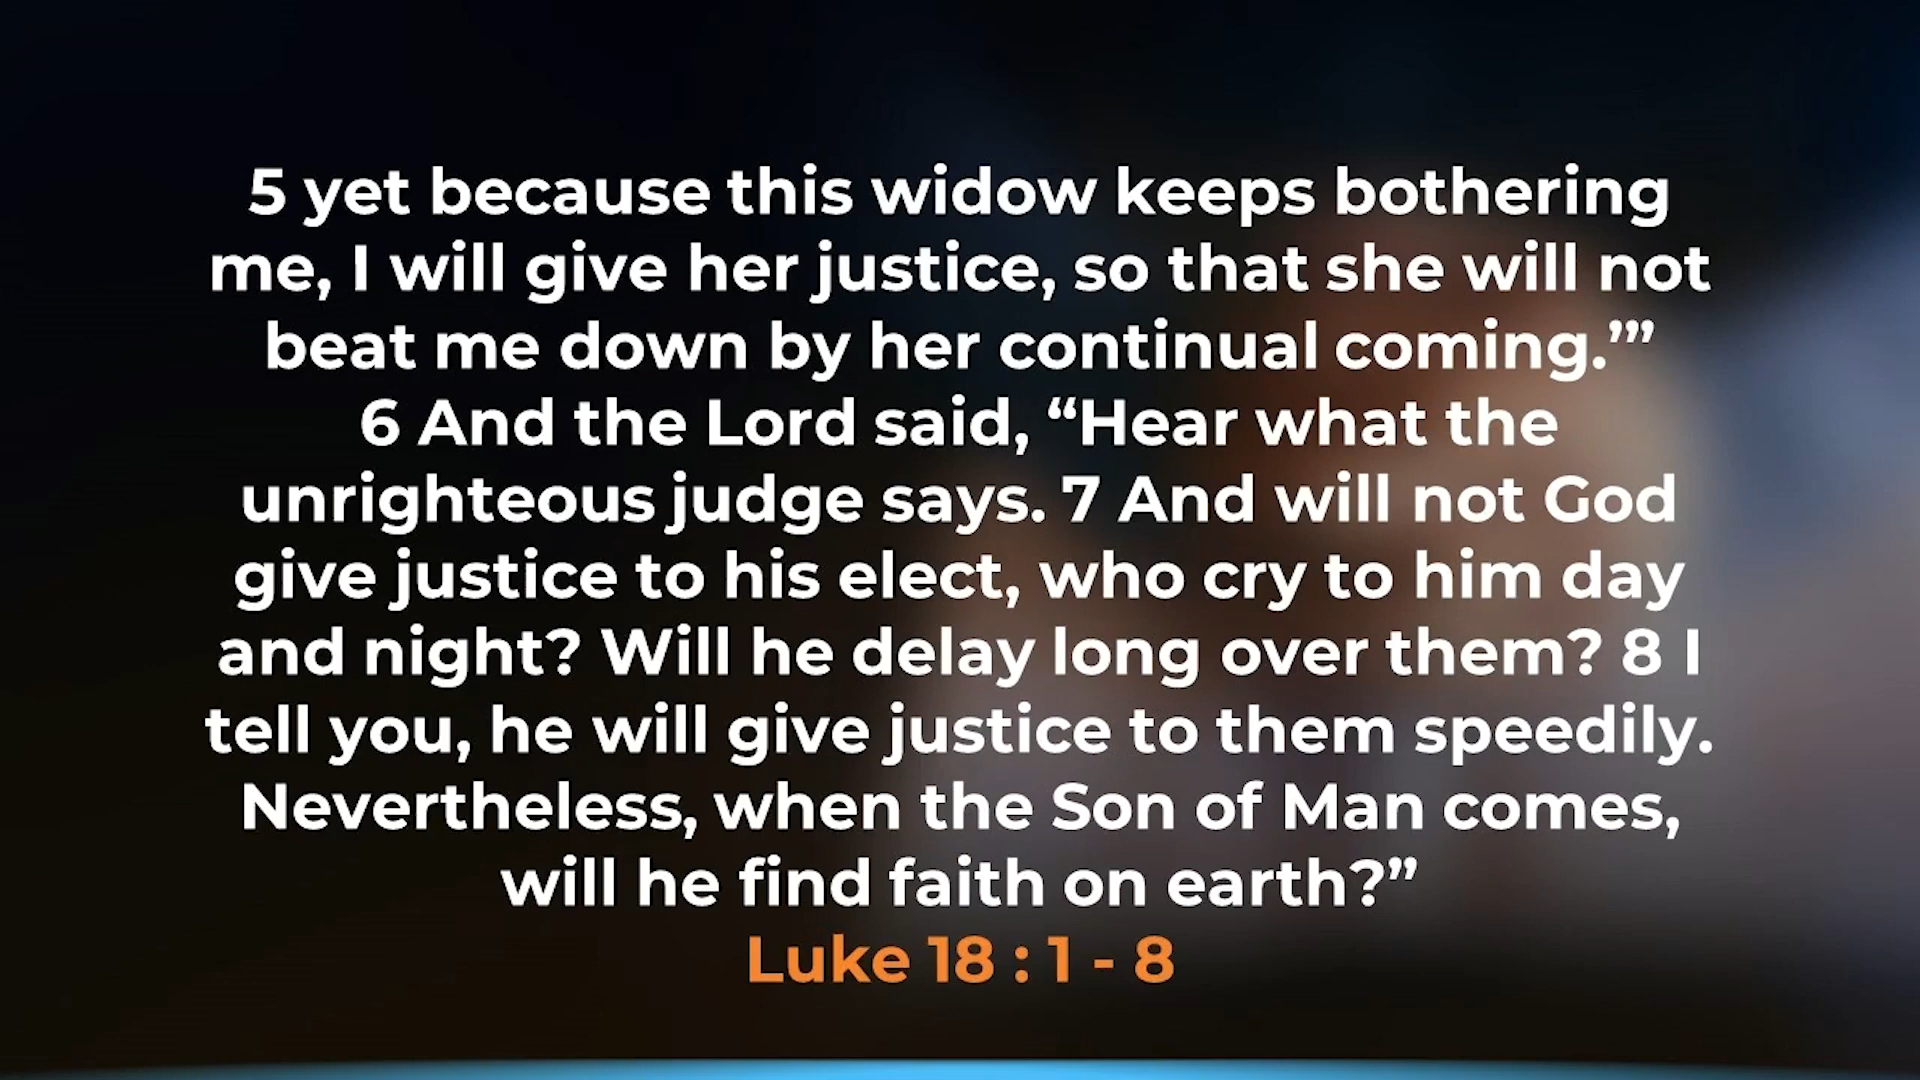 5 yet because this widow keeps bothering
me, I will give her justice, so that she will not
beat me down by her continual coming.’”
6 And the Lord said, “Hear what the
unrighteous judge says. 7 And will not God
give justice to his elect, who cry to him day
and night? Will he delay long over them? 8 I
tell you, he will give justice to them speedily.
Nevertheless, when the Son of Man comes,
will he find faith on earth?”
Luke 18 : 1 - 8